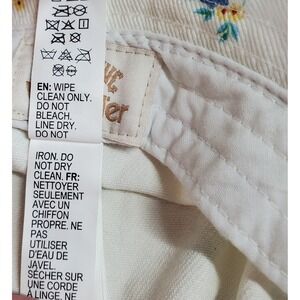 EN: WIPE
CLEAN ONLY.
DO NOT
BLEACH.
LINE DRY.
DO NOT
IRON. DO
NOT DRY
CLEAN. FR:
NETTOYER
SEULEMENT
AVEC UN
CHIFFON
PROPRE. NE
PAS
UTILISER
D'EAU DE
JAVEL.
SÉCHER SUR
UNE CORDE
À LINGE. NE